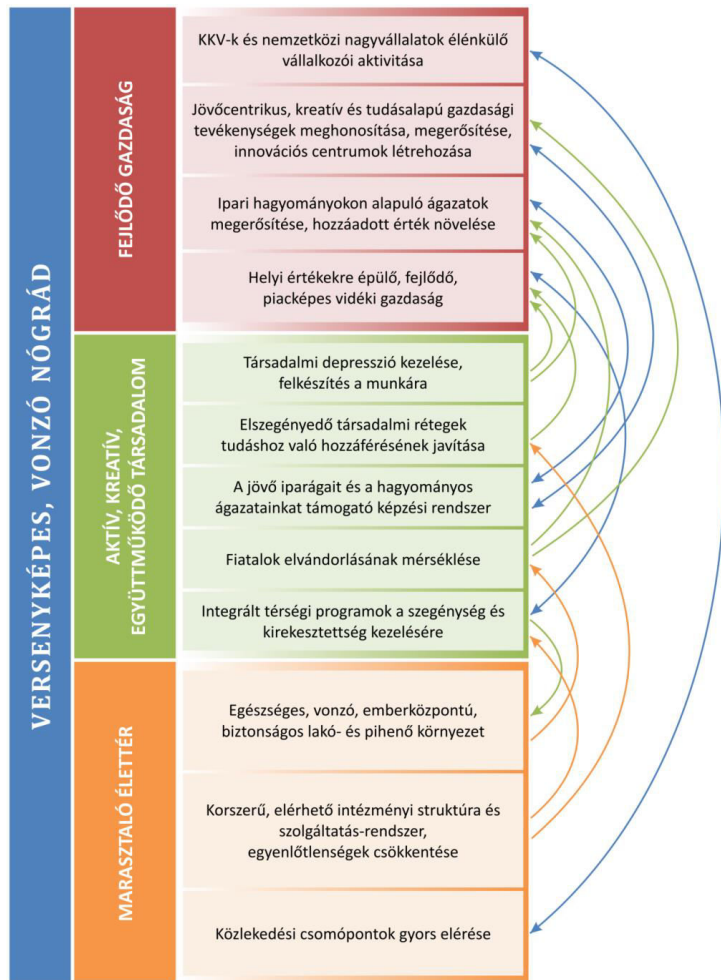 VERSENYKÉPES, VONZÓ NÓGRÁD
FEJLŐDŐ GAZDASÁG
KKV-k és nemzetközi nagyvállalatok élénkülő
vállalkozói aktivitása
Jövőcentrikus, kreatív és tudásalapú gazdasági
tevékenységek meghonosítása, megerősítése,
innovációs centrumok létrehozása
Ipari hagyományokon alapuló ágazatok
megerősítése, hozzáadott érték növelése
Helyi értékekre épülő, fejlődő,
piacképes vidéki gazdaság
AKTÍV, KREATÍV,
EGYÜTTMŰKÖDŐ TÁRSADALOM
Társadalmi depresszió kezelése,
felkészítés a munkára
Elszegényedő társadalmi rétegek
tudáshoz való hozzáférésének javítása
A jövő iparágait és a hagyományos
ágazatainkat támogató képzési rendszer
Fiatalok elvándorlásának mérséklése
Integrált térségi programok a szegénység és
kirekesztettség kezelésére
MARASZTALÓ ÉLETTÉR
Egészséges, vonzó, emberközpontú,
biztonságos lakó- és pihenő környezet
Korszerű, elérhető intézményi struktúra és
szolgáltatás-rendszer,
egyenlőtlenségek csökkentése
Közlekedési csomópontok gyors elérése